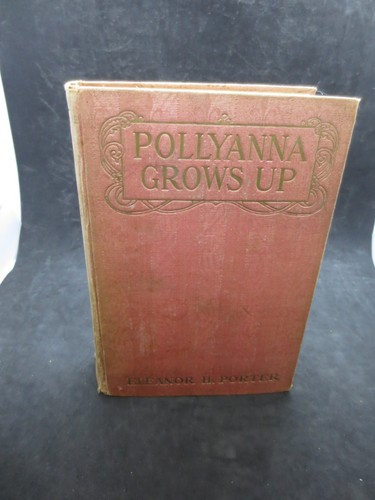 POLLYANNA
GROWS UP
ELEANOR H. PORTER